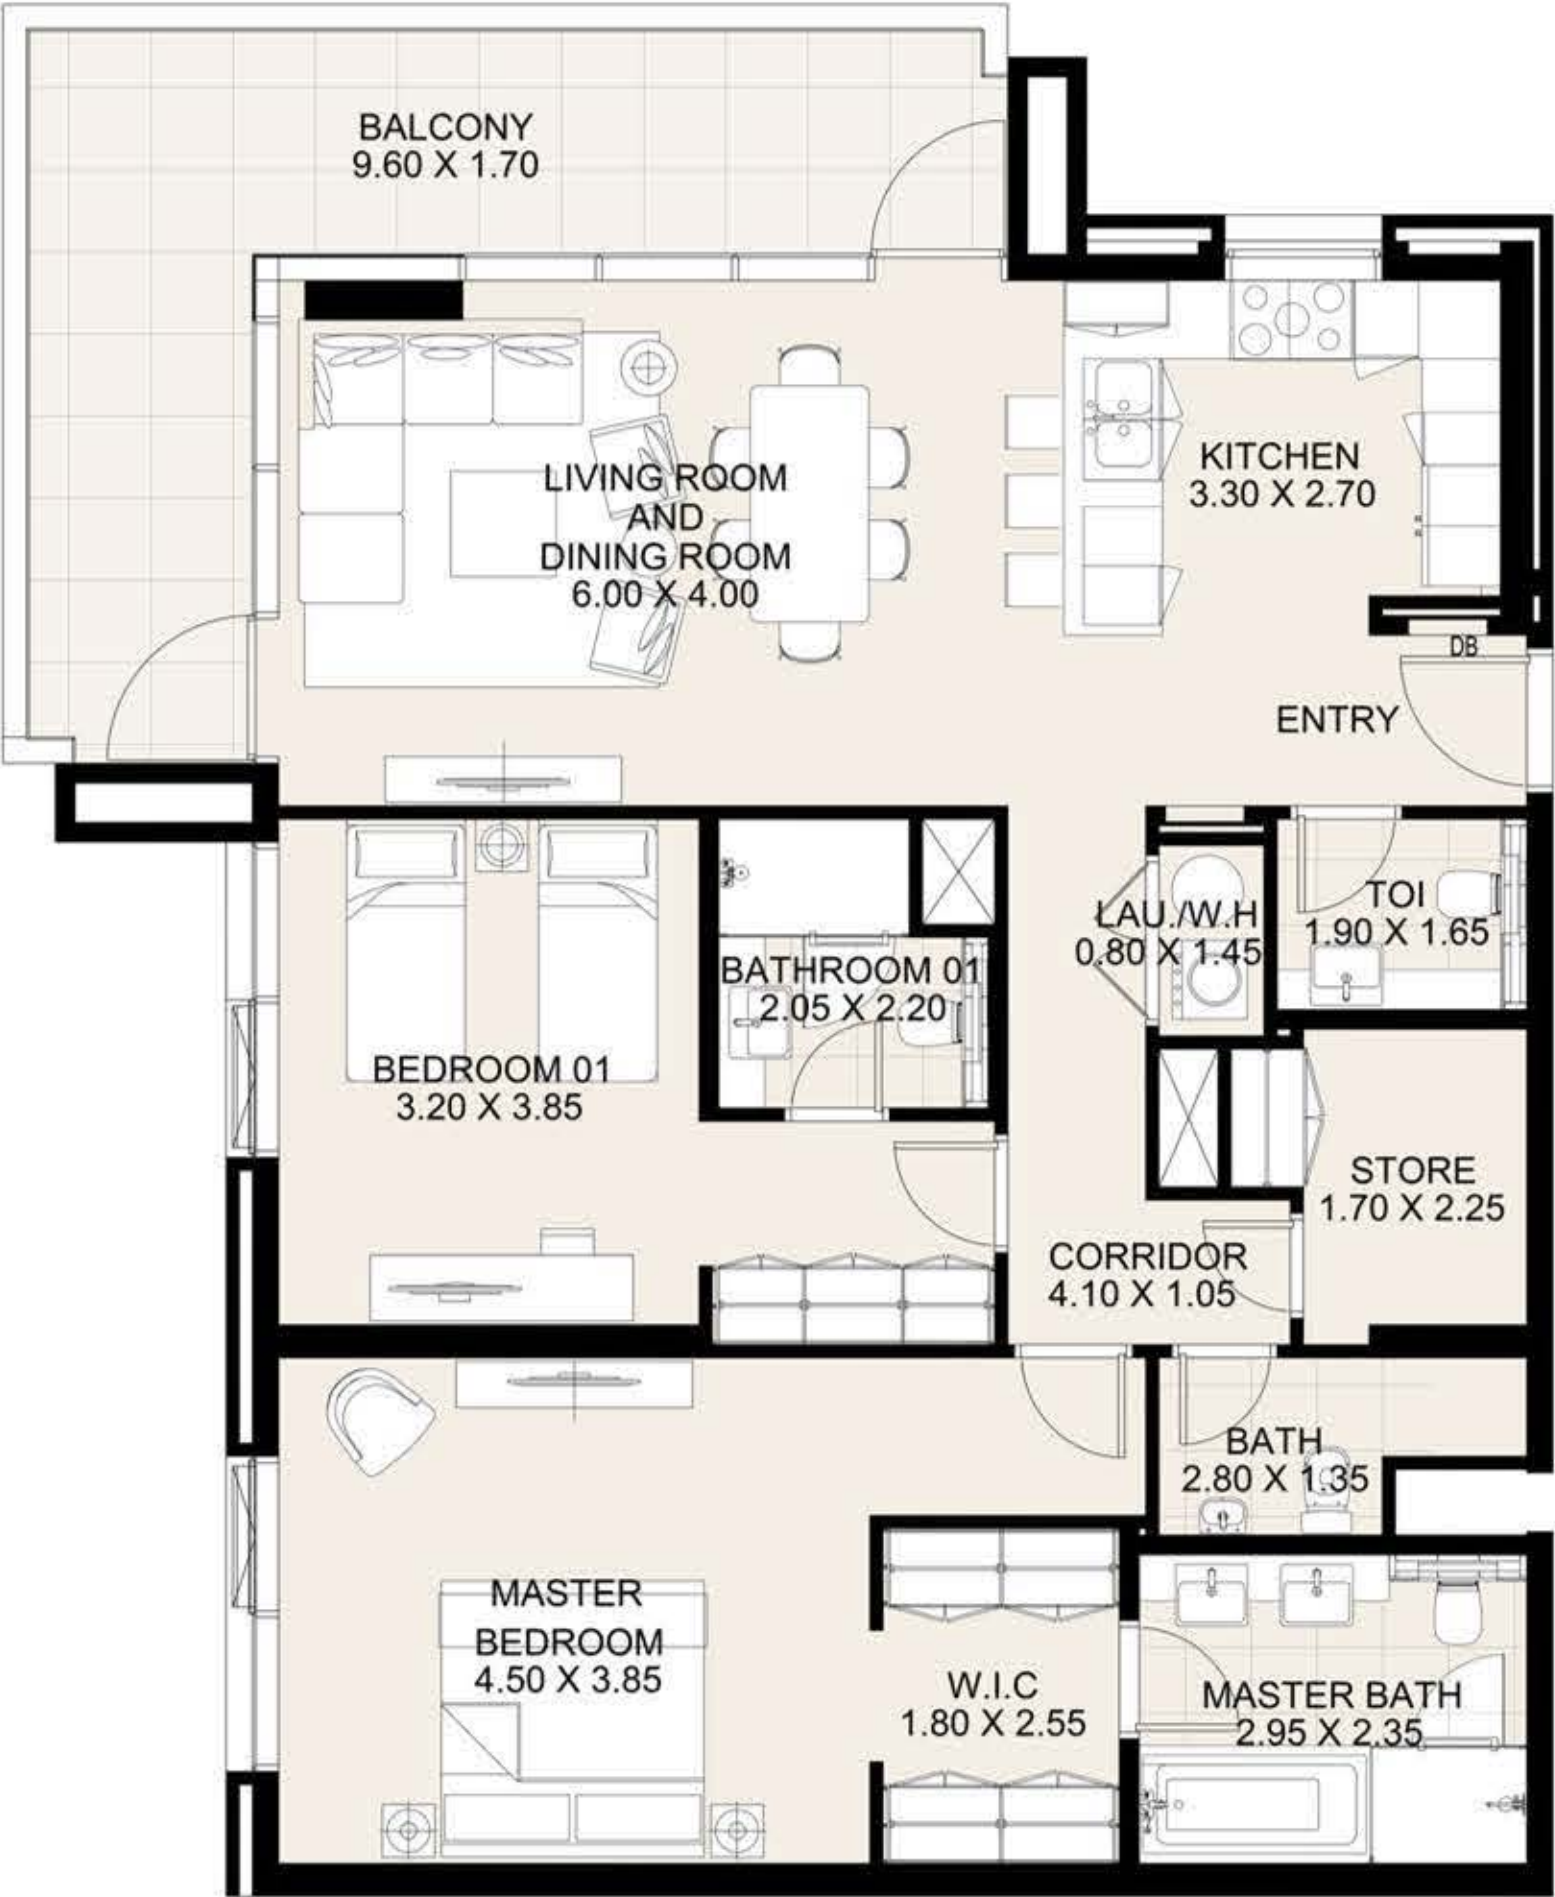 BALCONY
9.60 X 1.70
LIVING ROOM
AND
DINING ROOM
6.00 X 4.00
KITCHEN
3.30 X 2.70
DB
ENTRY
LAU./W.H
0.80 X 1.45
TOI
1.90 X 1.65
BATHROOM 01
2.05 X 2.20
BEDROOM 01
3.20 X 3.85
STORE
1.70 X 2.25
CORRIDOR
4.10 X 1.05
BATH
2.80 X 1.35
MASTER
BEDROOM
4.50 X 3.85
W.I.C
1.80 X 2.55
MASTER BATH
2.95 X 2.35